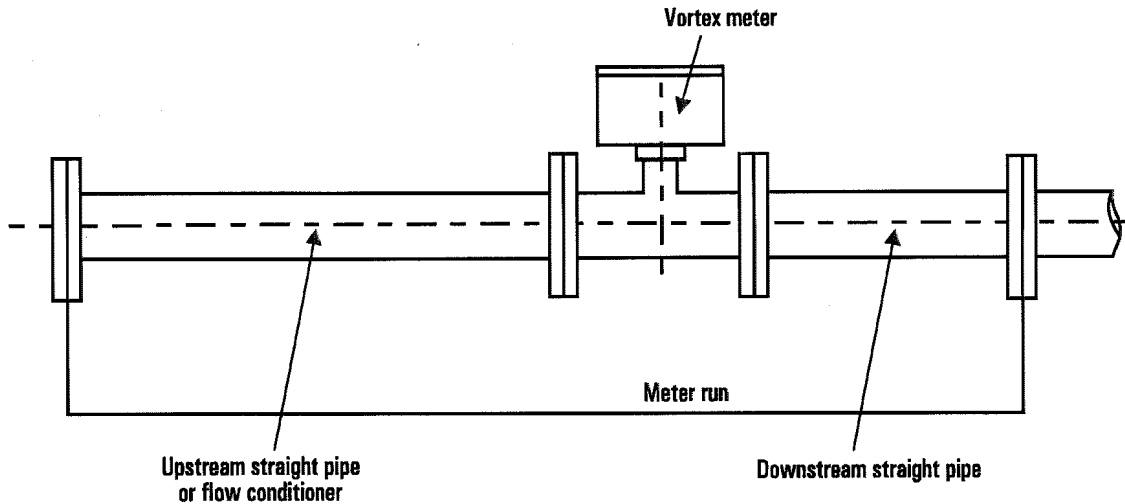 Vortex meter
Meter run
Upstream straight pipe
or flow conditioner
Downstream straight pipe